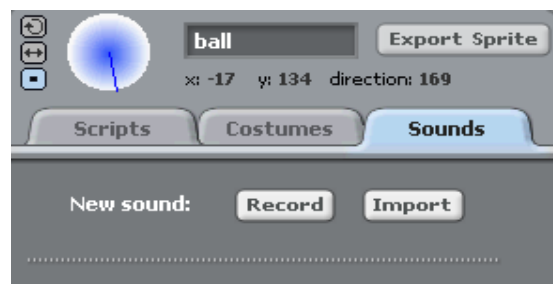 ball Export Sprite
x: -17 y: 134 direction: 169
Scripts Costumes Sounds
New sound: Record Import